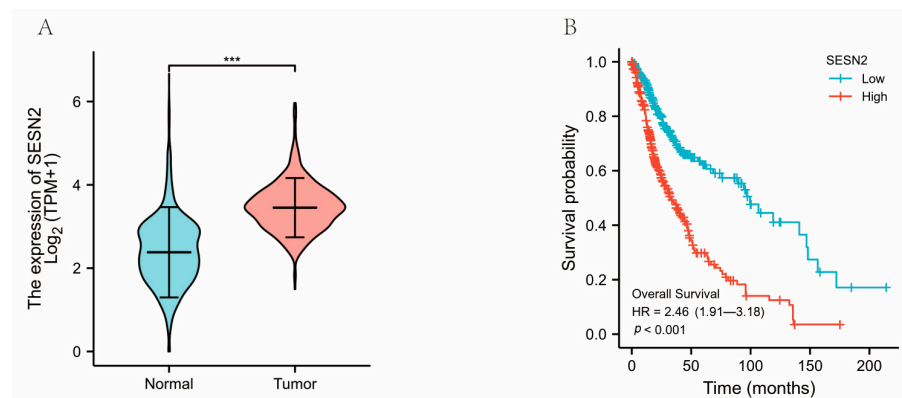 A
***
The expression of SESN2
Log2 (TPM+1)
6
4
2
0
Normal
Tumor
B
Survival probability
1.0
0.8
0.6
0.4
0.2
0.0
SESN2
Low
High
Overall Survival
HR = 2.46 (1.91—3.18)
p < 0.001
0
50
100
150
200
Time (months)